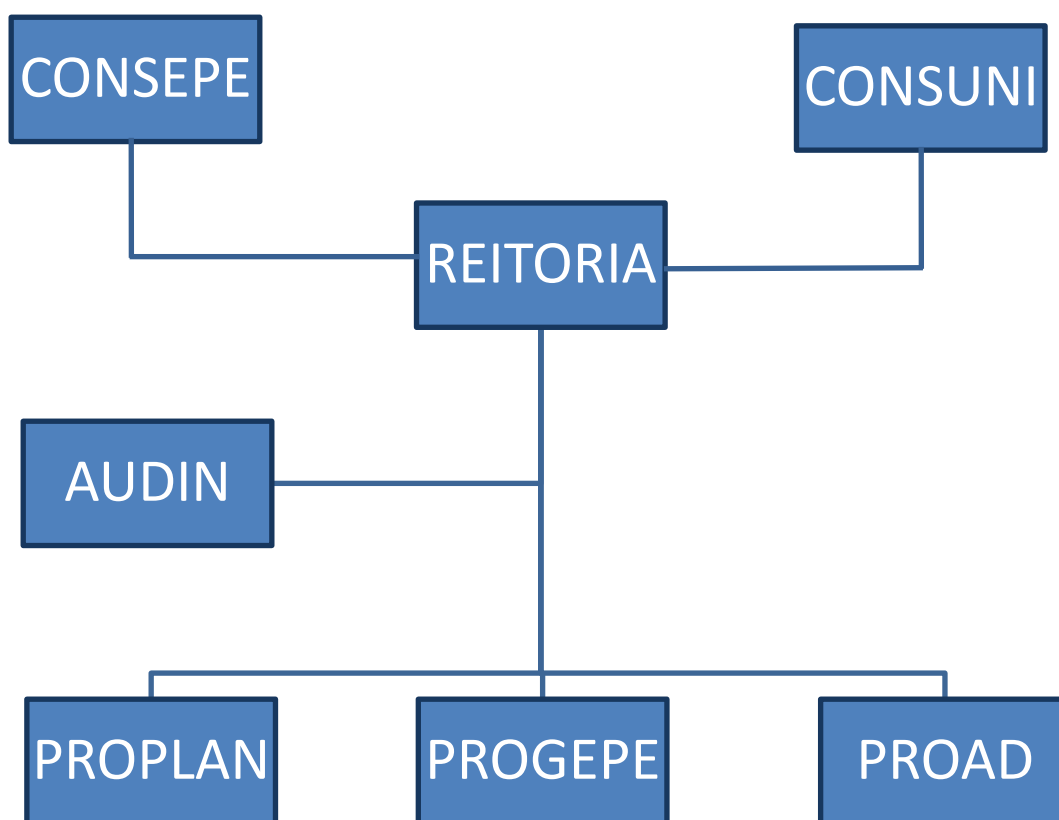 CONSEPE
CONSUNI
REITORIA
AUDIN
PROPLAN
PROGEPE
PROAD